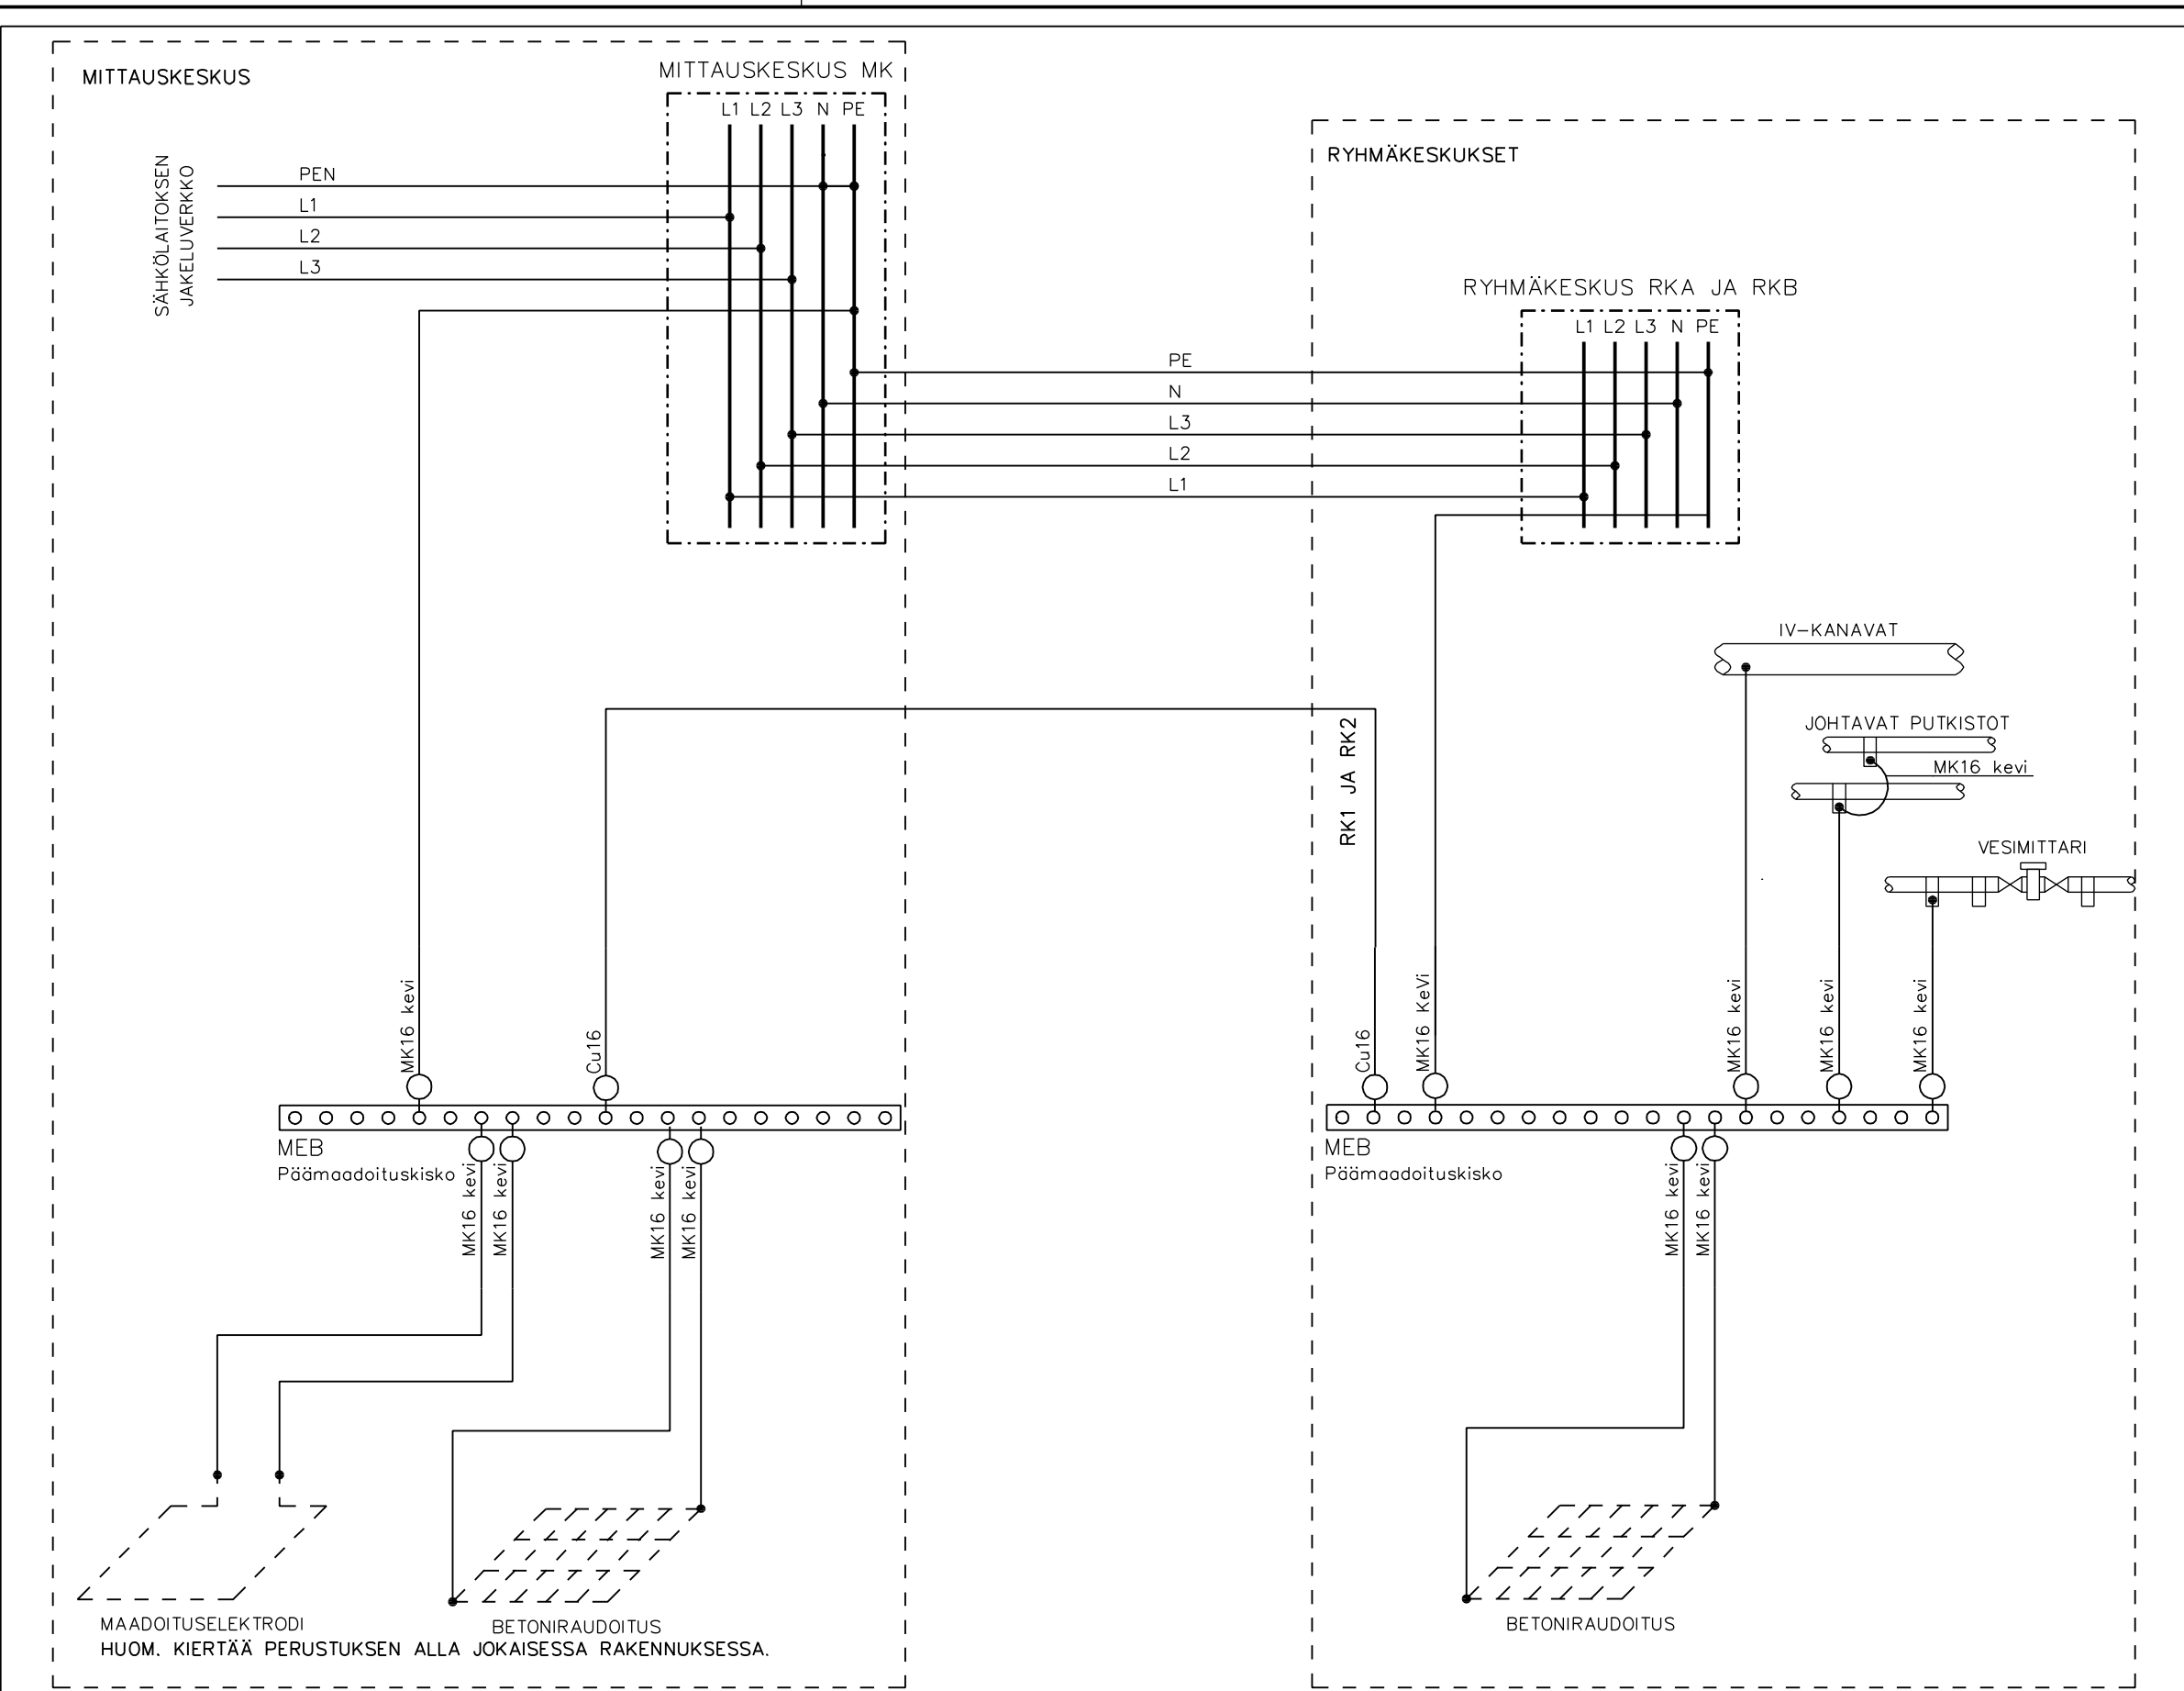 MITTAUSKESKUS
MITTAUSKESKUS MK
L1 L2 L3 N PE
SÄHKÖLAITOKSEN
JAKELUVERKKO
PEN
L1
L2
L3
RYHMÄKESKUKSET
RYHMÄKESKUS RKA JA RKB
L1 L2 L3 N PE
PE
N
L3
L2
L1
IV-KANAVAT
JOHTAVAT PUTKISTOT
MK16 kevi
VESIMITTARI
RK1 JA RK2
MK16 kevi
Cu16
Cu16
MK16 KeVi
MK16 kevi
MK16 kevi
MK16 kevi
MEB
Päämaadoituskisko
MK16 kevi
MK16 kevi
MK16 kevi
MK16 kevi
MEB
Päämaadoituskisko
MK16 kevi
MK16 kevi
MAADOITUSELEKTRODI
BETONIRAUDOITUS
HUOM. KIERTÄÄ PERUSTUKSEN ALLA JOKAISESSA RAKENNUKSESSA.
BETONIRAUDOITUS